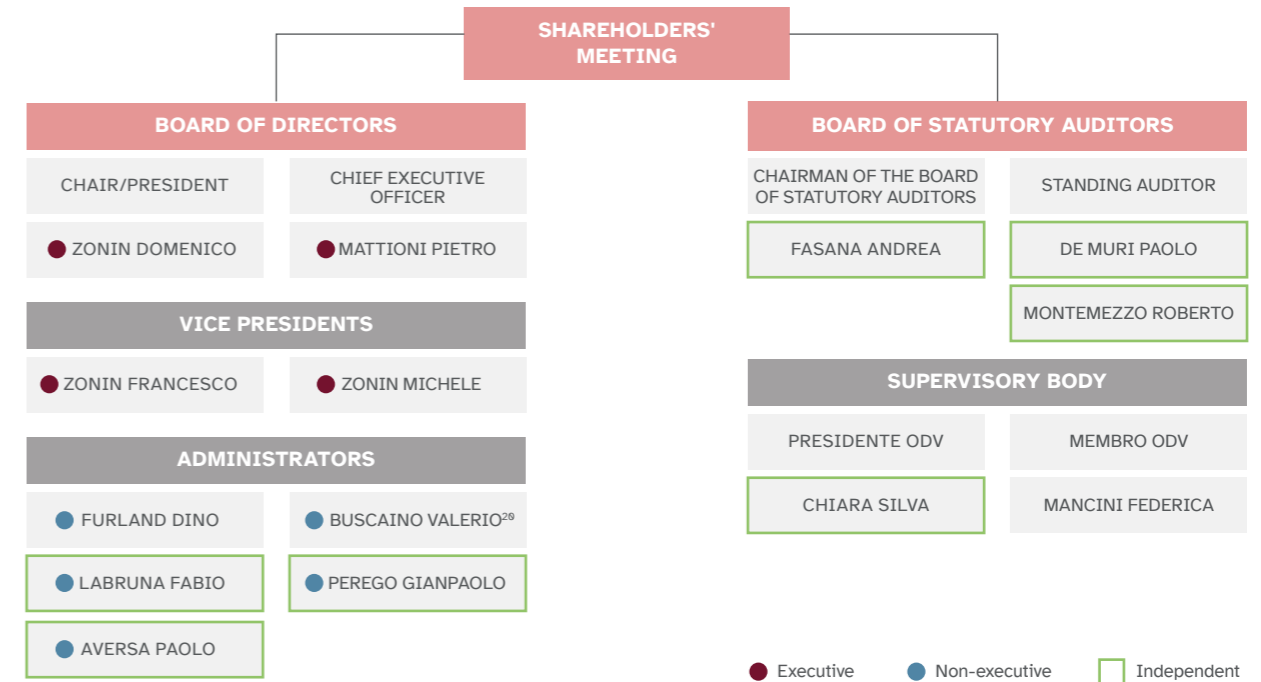 SHAREHOLDERS'
MEETING
BOARD OF DIRECTORS
CHAIR/PRESIDENT
CHIEF EXECUTIVE
OFFICER
ZONIN DOMENICO
MATTIONI PIETRO
VICE PRESIDENTS
ZONIN FRANCESCO
ZONIN MICHELE
ADMINISTRATORS
FURLAND DINO
BUSCAINO VALERIO²⁰
LABRUNA FABIO
PEREGO GIANPAOLO
AVERSA PAOLO
BOARD OF STATUTORY AUDITORS
CHAIRMAN OF THE BOARD
OF STATUTORY AUDITORS
STANDING AUDITOR
FASANA ANDREA
DE MURI PAOLO
MONTEMEZZO ROBERTO
SUPERVISORY BODY
PRESIDENTE ODV
MEMBRO ODV
CHIARA SILVA
MANCINI FEDERICA
Executive
Non-executive
Independent